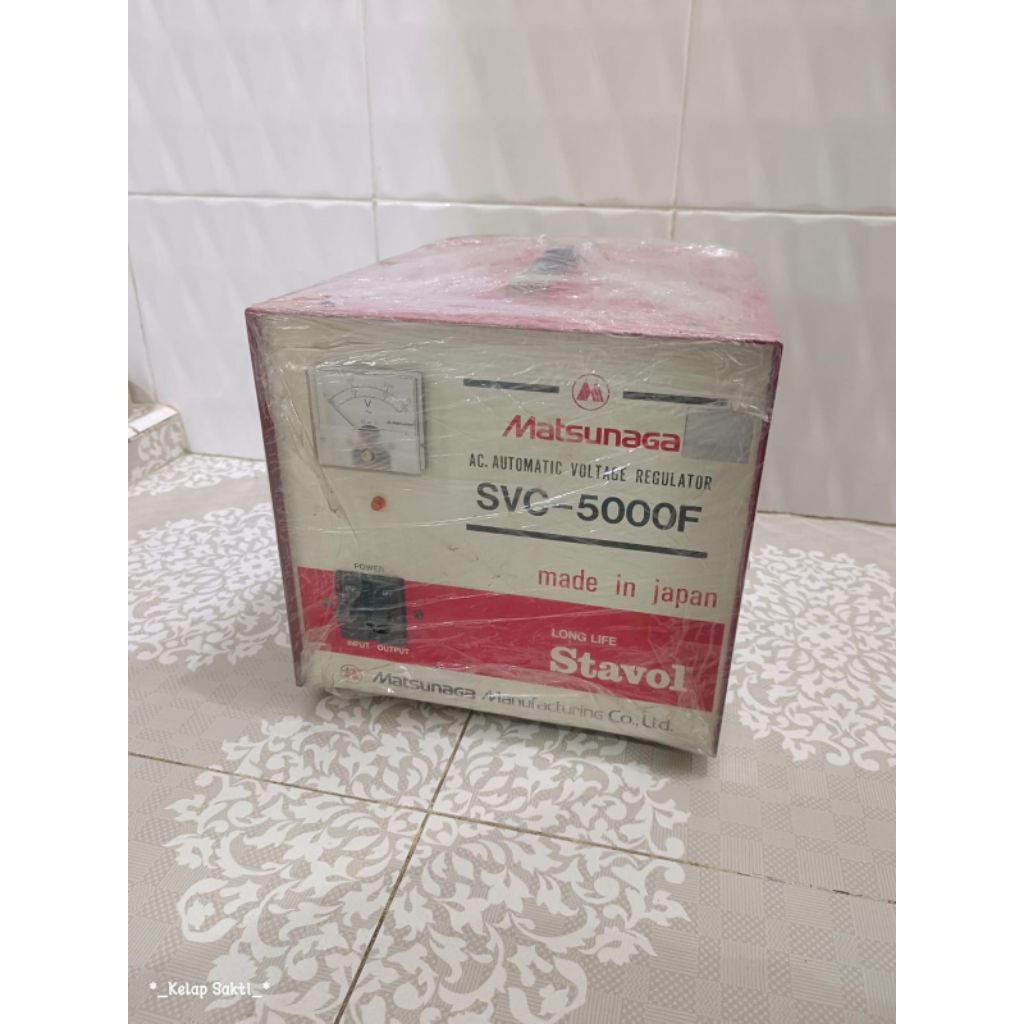 V
Matsunaga
AC. AUTOMATIC VOLTAGE REGULATOR
SVC-5000F
made in japan
POWER
INPUT OUTPUT
LONG LIFE
Stavol
Matsunaga Manufacturing Co., Ltd.
*_Kelap Sakti_*